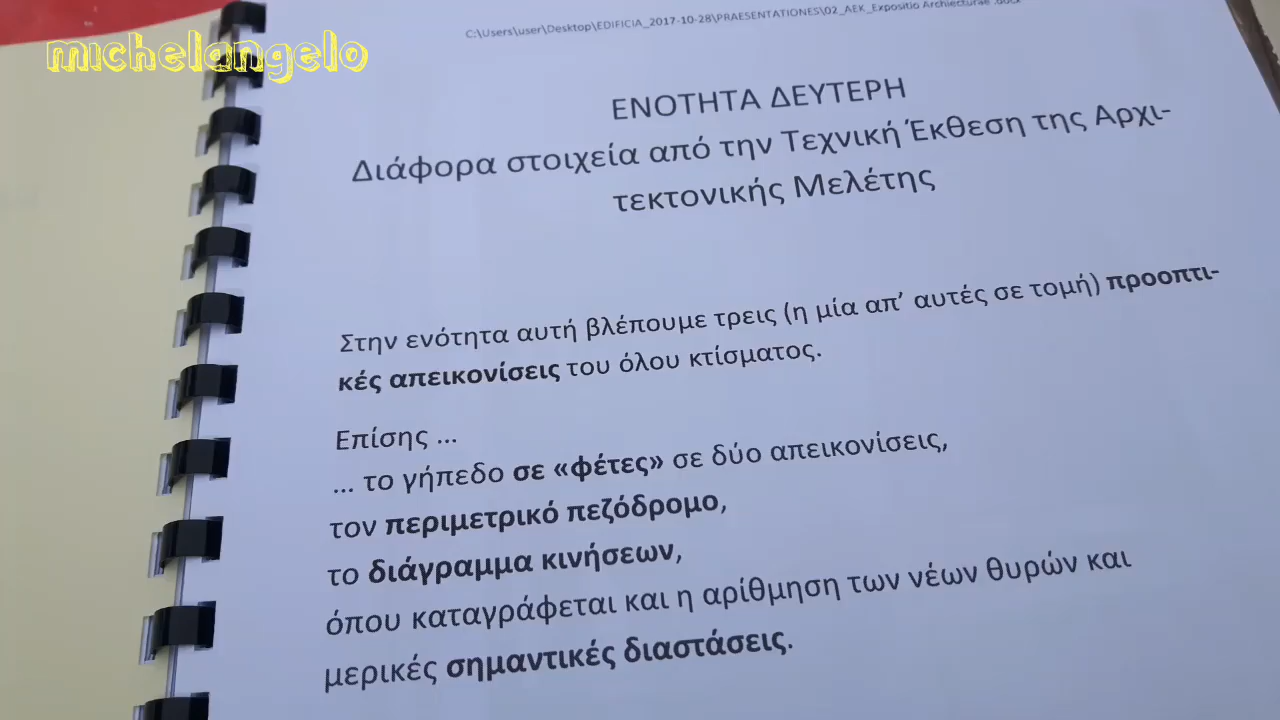 michelangelo
C:\Users\user\Desktop\EDIFICIA_2017-10-28\PRAESENTATIONES\02_AEK_Expositio Archiecturae .docx
ΕΝΟΤΗΤΑ ΔΕΥΤΕΡΗ
Διάφορα στοιχεία από την Τεχνική Έκθεση της Αρχι-
τεκτονικής Μελέτης
Στην ενότητα αυτή βλέπουμε τρεις (η μία απ’ αυτές σε τομή) προοπτι-
κές απεικονίσεις του όλου κτίσματος.
Επίσης ...
... το γήπεδο σε «φέτες» σε δύο απεικονίσεις,
τον περιμετρικό πεζόδρομο,
το διάγραμμα κινήσεων,
όπου καταγράφεται και η αρίθμηση των νέων θυρών και
μερικές σημαντικές διαστάσεις.